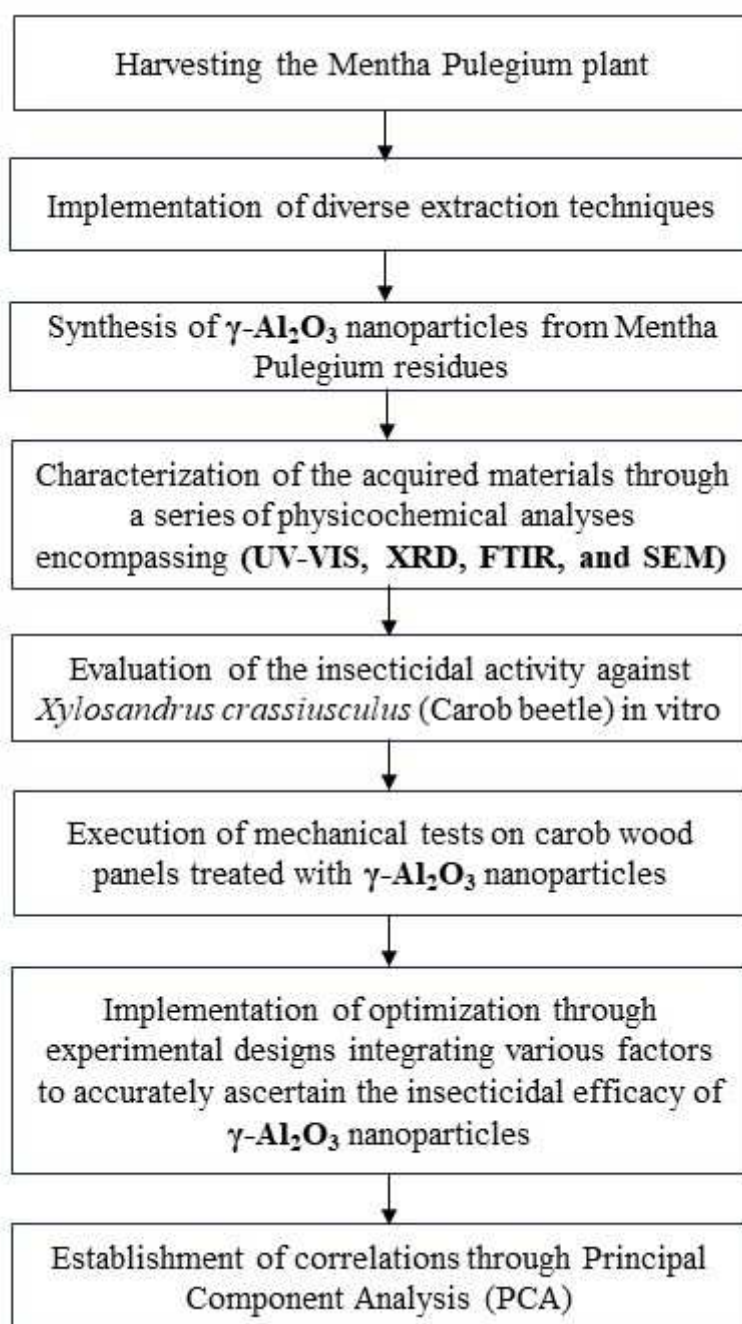 Harvesting the Mentha Pulegium plant
Implementation of diverse extraction techniques
Synthesis of γ-Al₂O₃ nanoparticles from Mentha
Pulegium residues
Characterization of the acquired materials through
a series of physicochemical analyses
encompassing (UV-VIS, XRD, FTIR, and SEM)
Evaluation of the insecticidal activity against
Xylosandrus crassiusculus (Carob beetle) in vitro
Execution of mechanical tests on carob wood
panels treated with γ-Al₂O₃ nanoparticles
Implementation of optimization through
experimental designs integrating various factors
to accurately ascertain the insecticidal efficacy of
γ-Al₂O₃ nanoparticles
Establishment of correlations through Principal
Component Analysis (PCA)